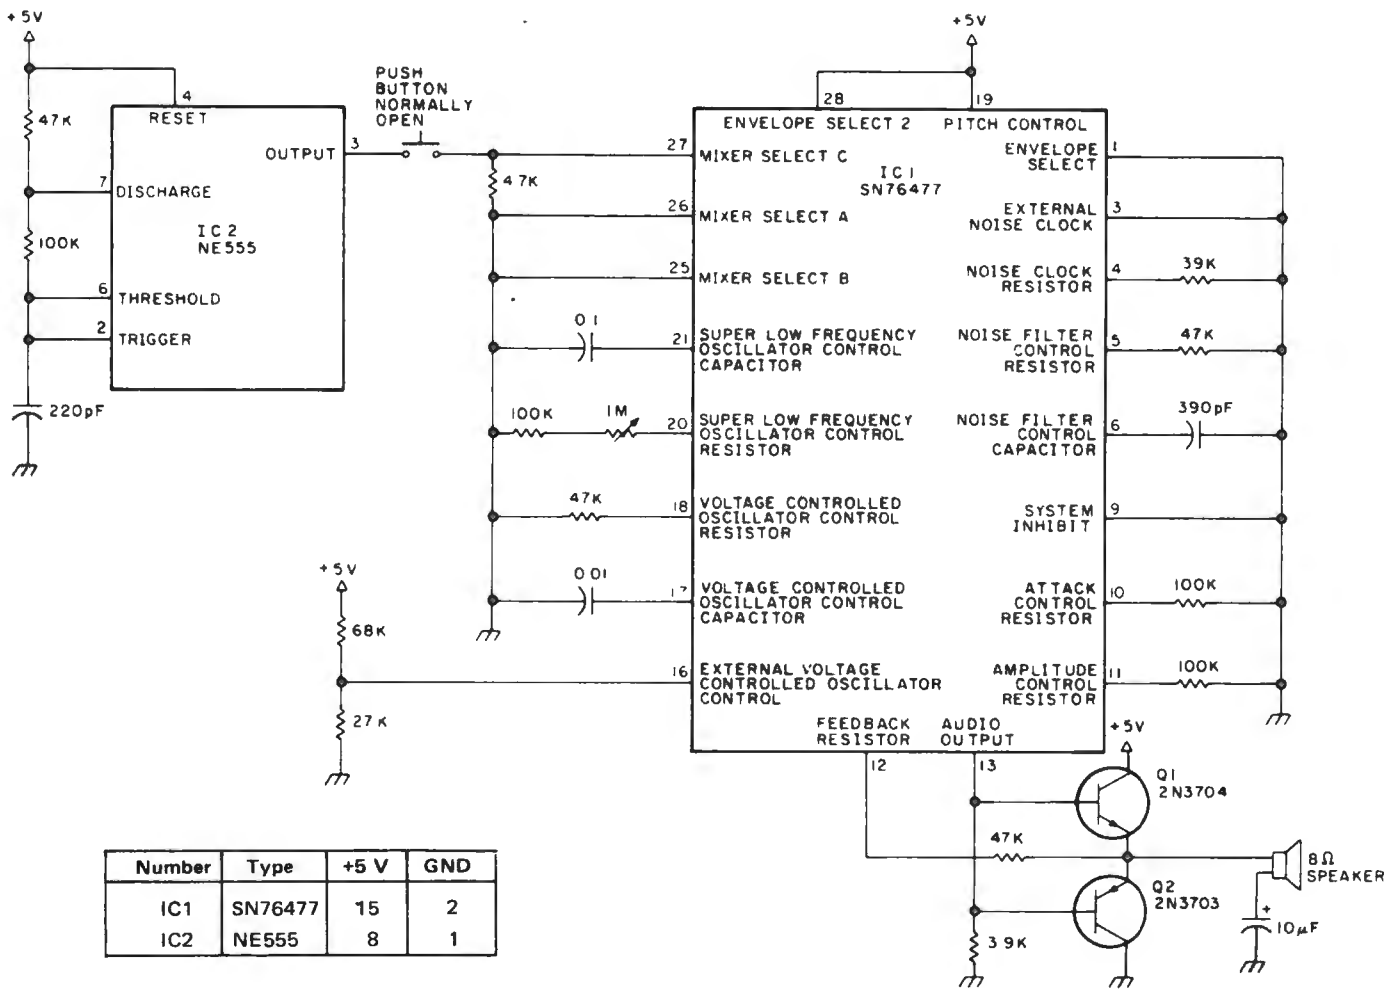 +5V
47K
100K
220pF
4
RESET
3
OUTPUT
7
DISCHARGE
IC2
NE555
6
THRESHOLD
2
TRIGGER
PUSH
BUTTON
NORMALLY
OPEN
4.7K
0.1
100K
1M
47K
0.01
+5V
68K
27K
+5V
28
19
ENVELOPE SELECT 2
PITCH CONTROL
IC1
SN76477
27
MIXER SELECT C
26
MIXER SELECT A
25
MIXER SELECT B
21
SUPER LOW FREQUENCY
OSCILLATOR CONTROL
CAPACITOR
20
SUPER LOW FREQUENCY
OSCILLATOR CONTROL
RESISTOR
18
VOLTAGE CONTROLLED
OSCILLATOR CONTROL
RESISTOR
17
VOLTAGE CONTROLLED
OSCILLATOR CONTROL
CAPACITOR
16
EXTERNAL VOLTAGE
CONTROLLED OSCILLATOR
CONTROL
1
ENVELOPE
SELECT
3
EXTERNAL
NOISE CLOCK
4
NOISE CLOCK
RESISTOR
39K
5
NOISE FILTER
CONTROL
RESISTOR
47K
6
NOISE FILTER
CONTROL
CAPACITOR
390pF
9
SYSTEM
INHIBIT
10
ATTACK
CONTROL
RESISTOR
100K
11
AMPLITUDE
CONTROL
RESISTOR
100K
FEEDBACK
RESISTOR
AUDIO
OUTPUT
12
13
+5V
Q1
2N3704
47K
8Ω
SPEAKER
Q2
2N3703
3.9K
+
10µF
Number Type +5 V GND
IC1 SN76477 15 2
IC2 NE555 8 1